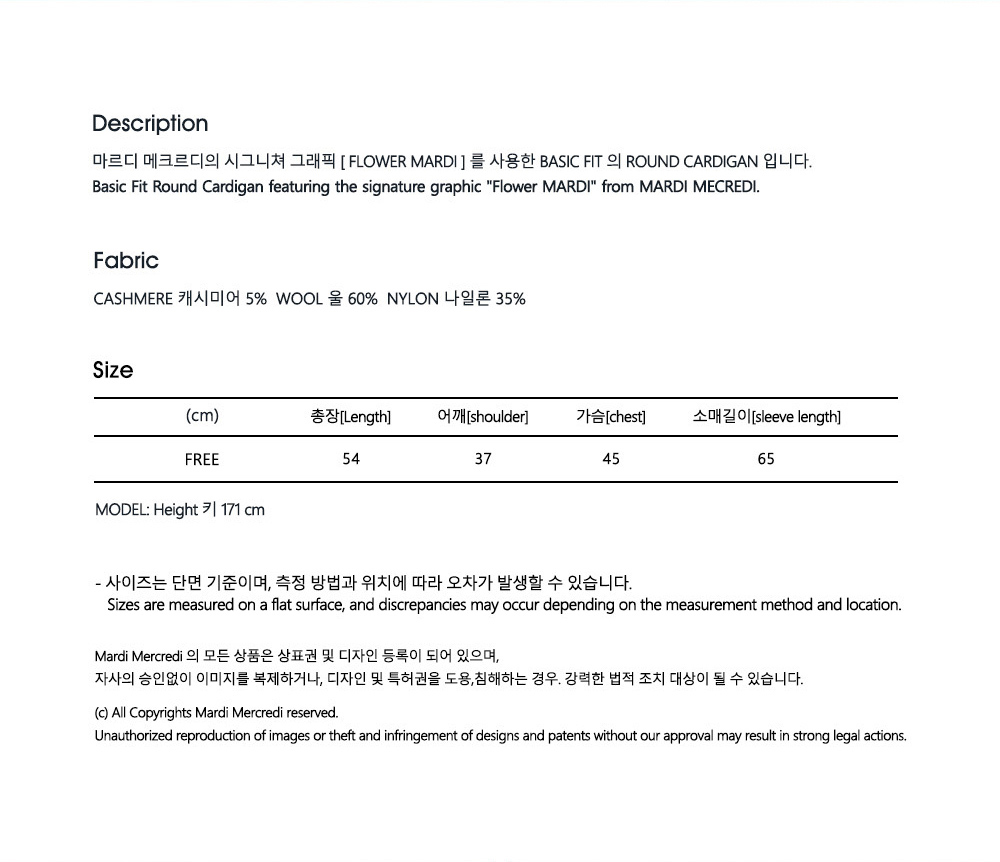 Description
마르디 메크르디의 시그니쳐 그래픽 [ FLOWER MARDI ] 를 사용한 BASIC FIT 의 ROUND CARDIGAN 입니다.
Basic Fit Round Cardigan featuring the signature graphic "Flower MARDI" from MARDI MECREDI.
Fabric
CASHMERE 캐시미어 5% WOOL 울 60% NYLON 나일론 35%
Size
(cm) 총장[Length] 어깨[shoulder] 가슴[chest] 소매길이[sleeve length]
FREE 54 37 45 65
MODEL: Height 키 171 cm
- 사이즈는 단면 기준이며, 측정 방법과 위치에 따라 오차가 발생할 수 있습니다.
Sizes are measured on a flat surface, and discrepancies may occur depending on the measurement method and location.
Mardi Mercredi 의 모든 상품은 상표권 및 디자인 등록이 되어 있으며,
자사의 승인없이 이미지를 복제하거나, 디자인 및 특허권을 도용,침해하는 경우. 강력한 법적 조치 대상이 될 수 있습니다.
(c) All Copyrights Mardi Mercredi reserved.
Unauthorized reproduction of images or theft and infringement of designs and patents without our approval may result in strong legal actions.